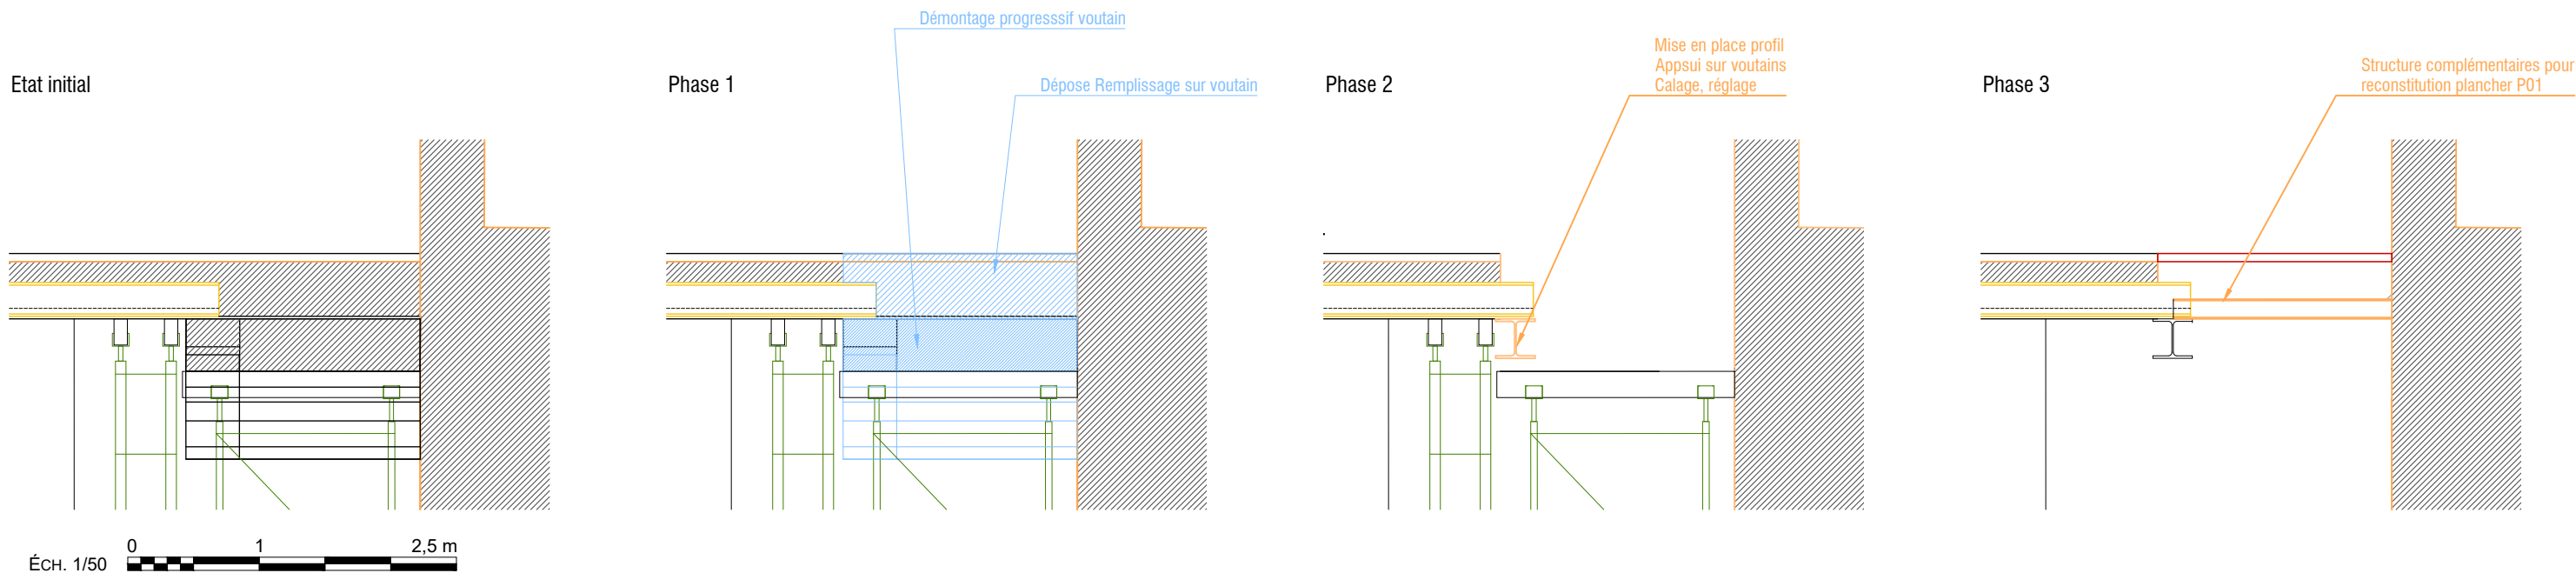 Démontage progresssif voutain
Mise en place profil
Appsui sur voutains
Calage, réglage
Structure complémentaires pour
reconstitution plancher P01
Etat initial
Phase 1
Dépose Remplissage sur voutain
Phase 2
Phase 3
0 1 2,5 m
ÉCH. 1/50